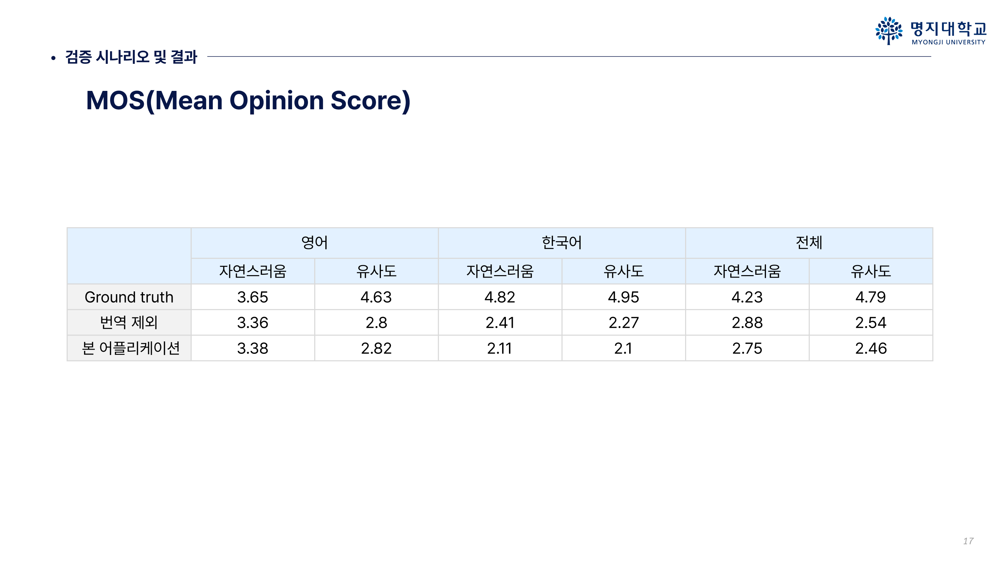 명지대학교
MYONGJI UNIVERSITY
• 검증 시나리오 및 결과
MOS(Mean Opinion Score)
영어 한국어 전체
자연스러움 유사도 자연스러움 유사도 자연스러움 유사도
Ground truth 3.65 4.63 4.82 4.95 4.23 4.79
번역 제외 3.36 2.8 2.41 2.27 2.88 2.54
본 어플리케이션 3.38 2.82 2.11 2.1 2.75 2.46
17